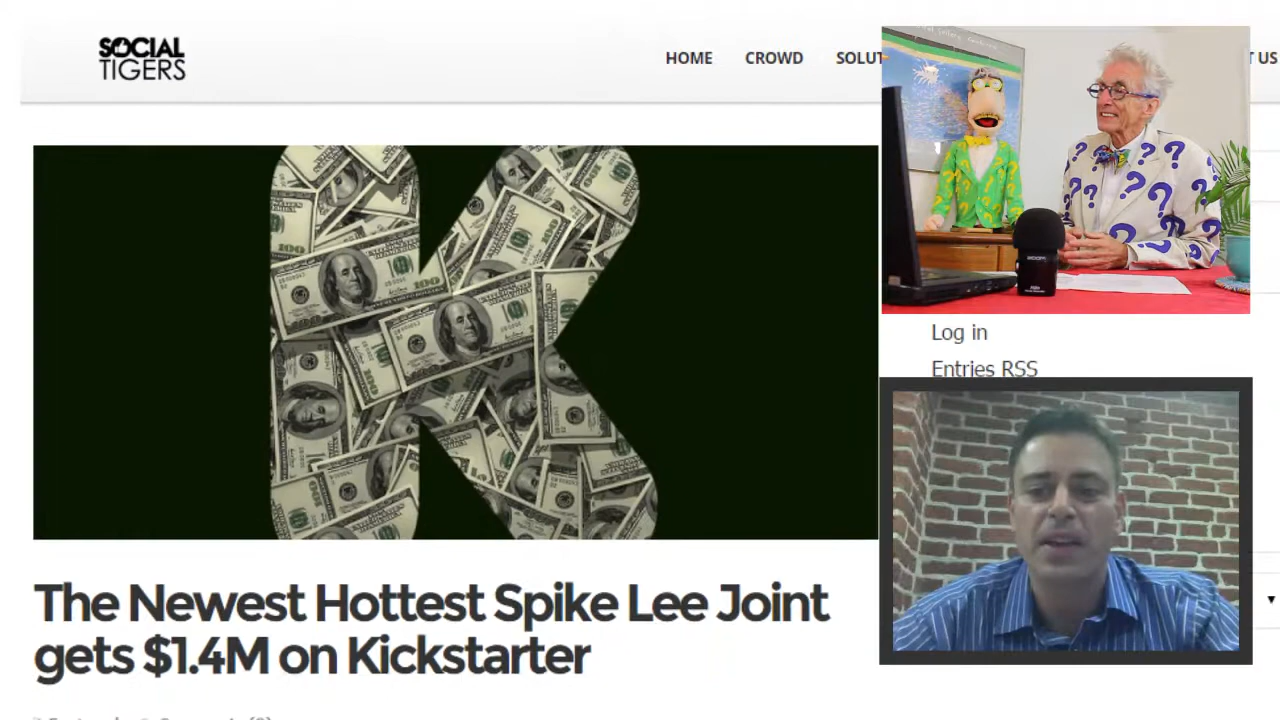 SOCIAL
TIGERS
HOME
CROWD
T US
Log in
Entries RSS
The Newest Hottest Spike Lee Joint
gets $1.4M on Kickstarter